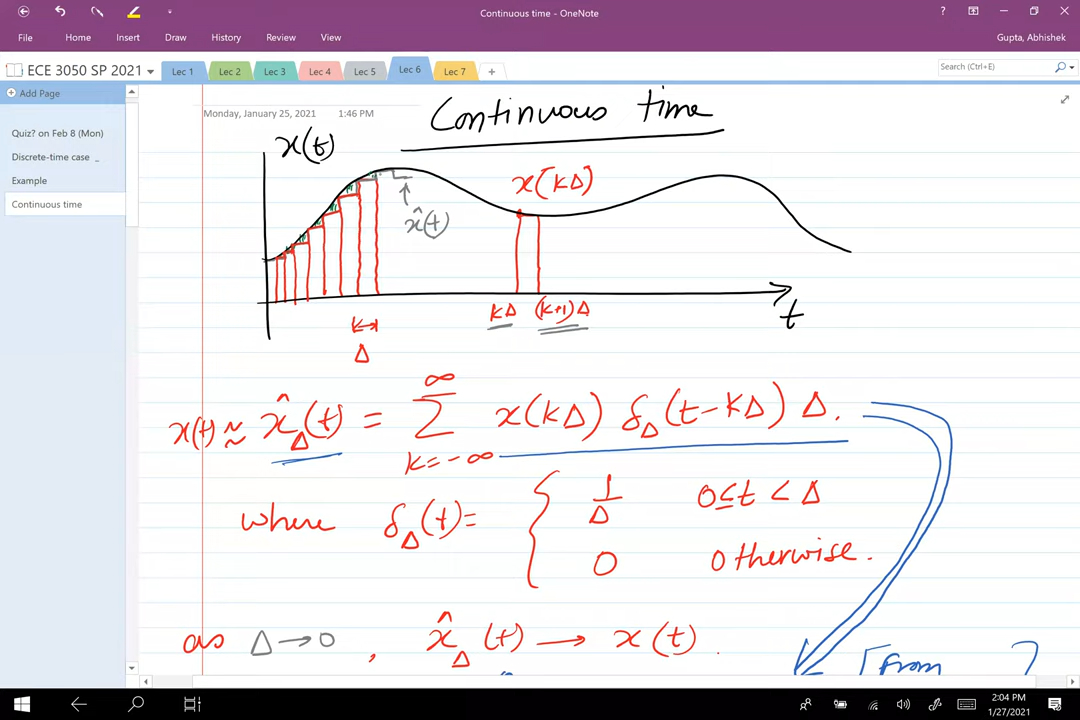 Continuous time - OneNote
File Home Insert Draw History Review View
Gupta, Abhishek
ECE 3050 SP 2021
Lec 1 Lec 2 Lec 3 Lec 4 Lec 5 Lec 6 Lec 7
Search (Ctrl+E)
Add Page
Quiz? on Feb 8 (Mon)
Discrete-time case
Example
Continuous time
Monday, January 25, 2021 1:46 PM
Continuous time
x(t)
x[kΔ)
x̂(t)
kΔ (k+1)Δ
t
Δ
x(t) ≈ x̂_Δ(t) = ∑_{k=-∞}^{∞} x(kΔ) δ_Δ(t-kΔ) Δ.
where δ_Δ(t) = { 1/Δ 0≤t<Δ
0 otherwise.
as Δ→0, x̂_Δ(t) → x(t).
[From ]
2:04 PM
1/27/2021